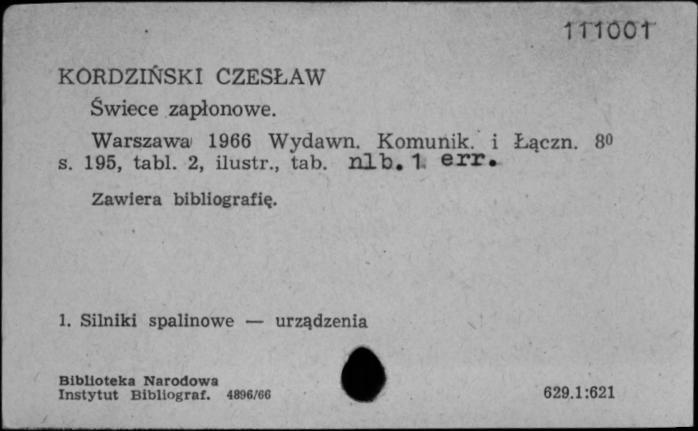 111001
KORDZIŃSKI CZESŁAW
Świece zapłonowe.
Warszawa 1966 Wydawn. Komunik. i Łączn. 8⁰
s. 195, tabl. 2, ilustr., tab. nlb. 1 err.
Zawiera bibliografię.
1. Silniki spalinowe — urządzenia
Biblioteka Narodowa
Instytut Bibliograf. 4896/66
629.1:621